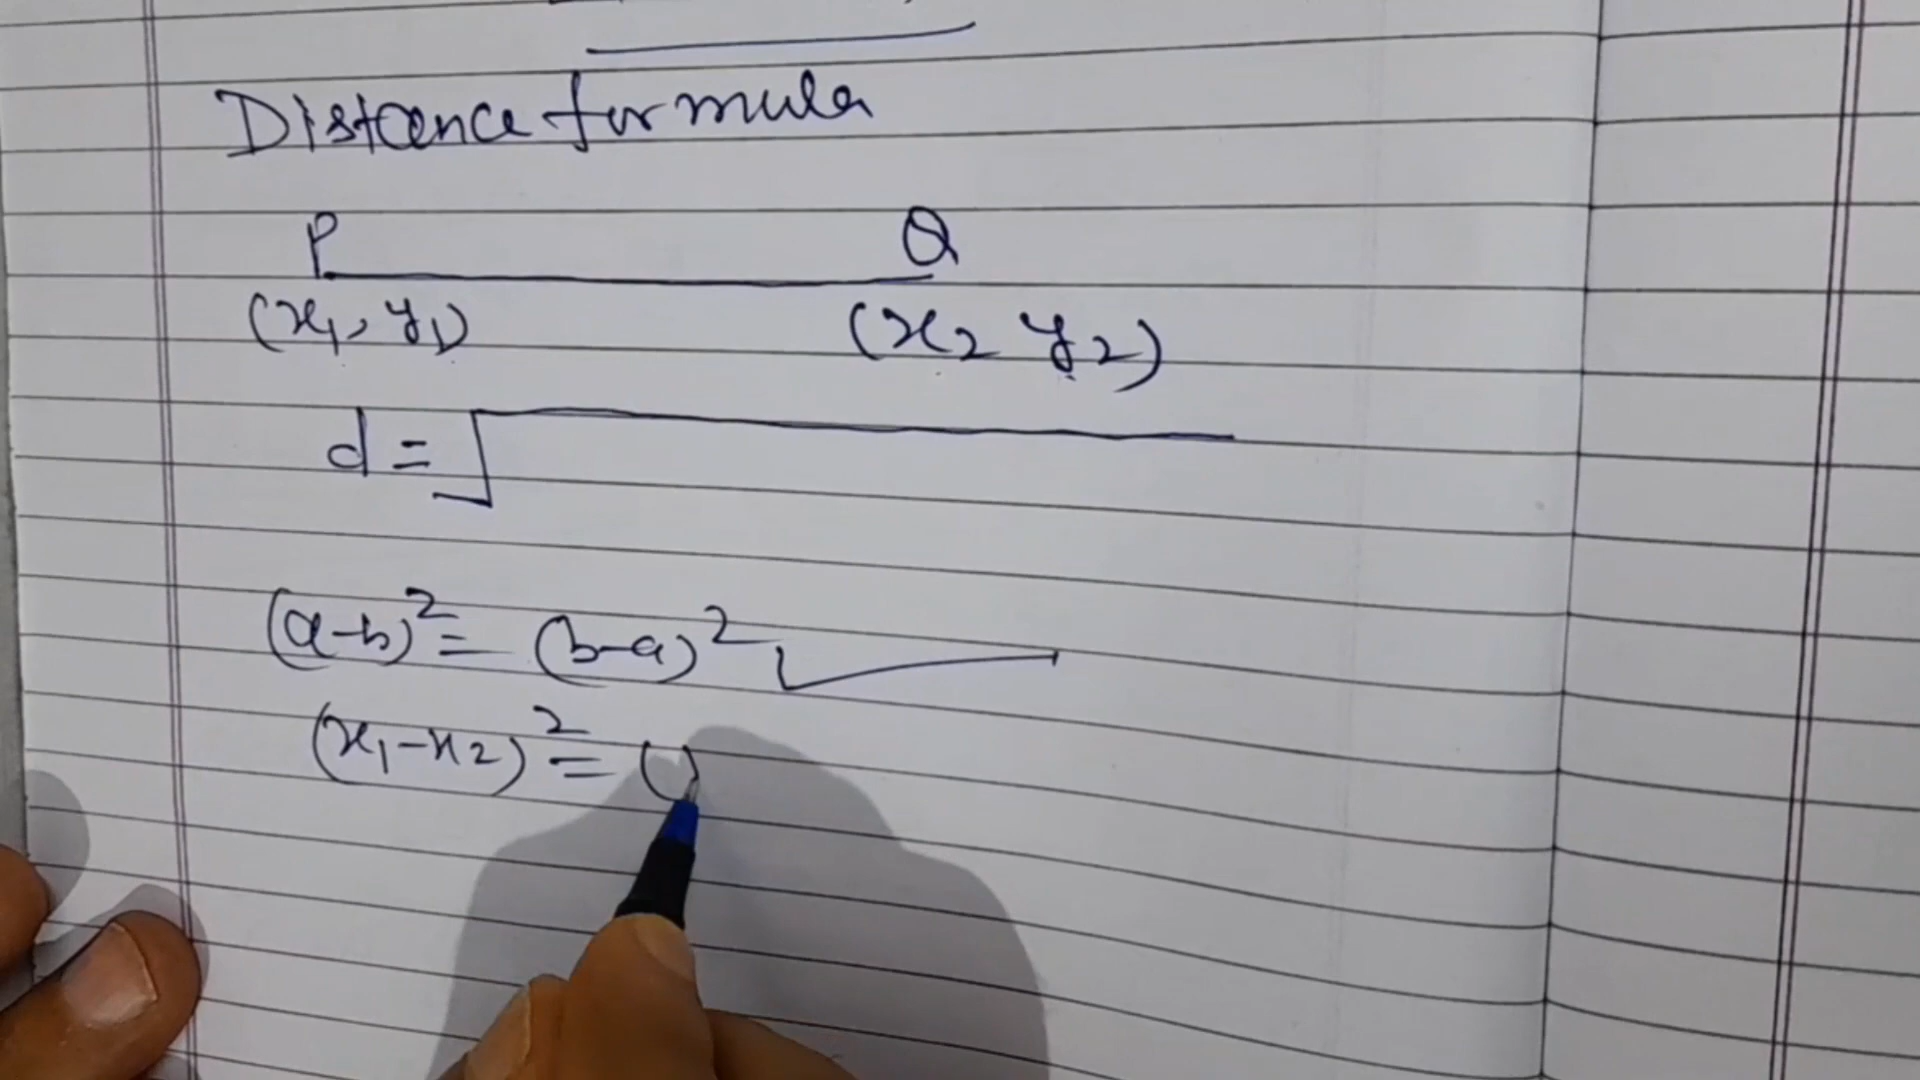 Distance formula
P Q
(x₁, y₁) (x₂ y₂)
d = √
(a-b)² = (b-a)²
(x₁-x₂)² = ()